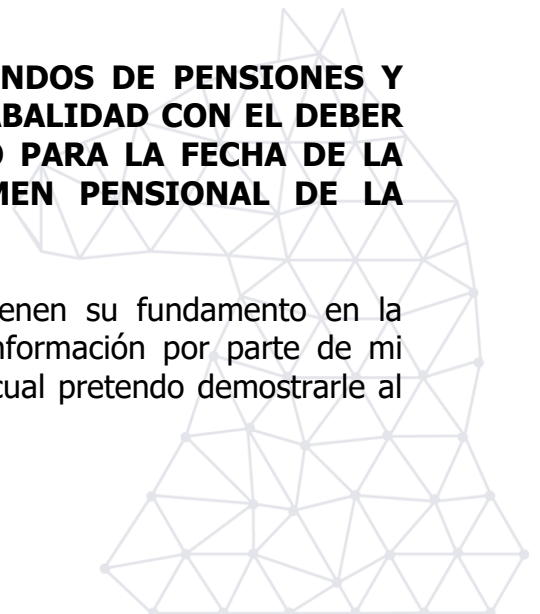 NDOS DE PENSIONES Y
ABALIDAD CON EL DEBER
O PARA LA FECHA DE LA
MEN PENSIONAL DE LA
ienen su fundamento en la
nformación por parte de mi
cual pretendo demostrarle al